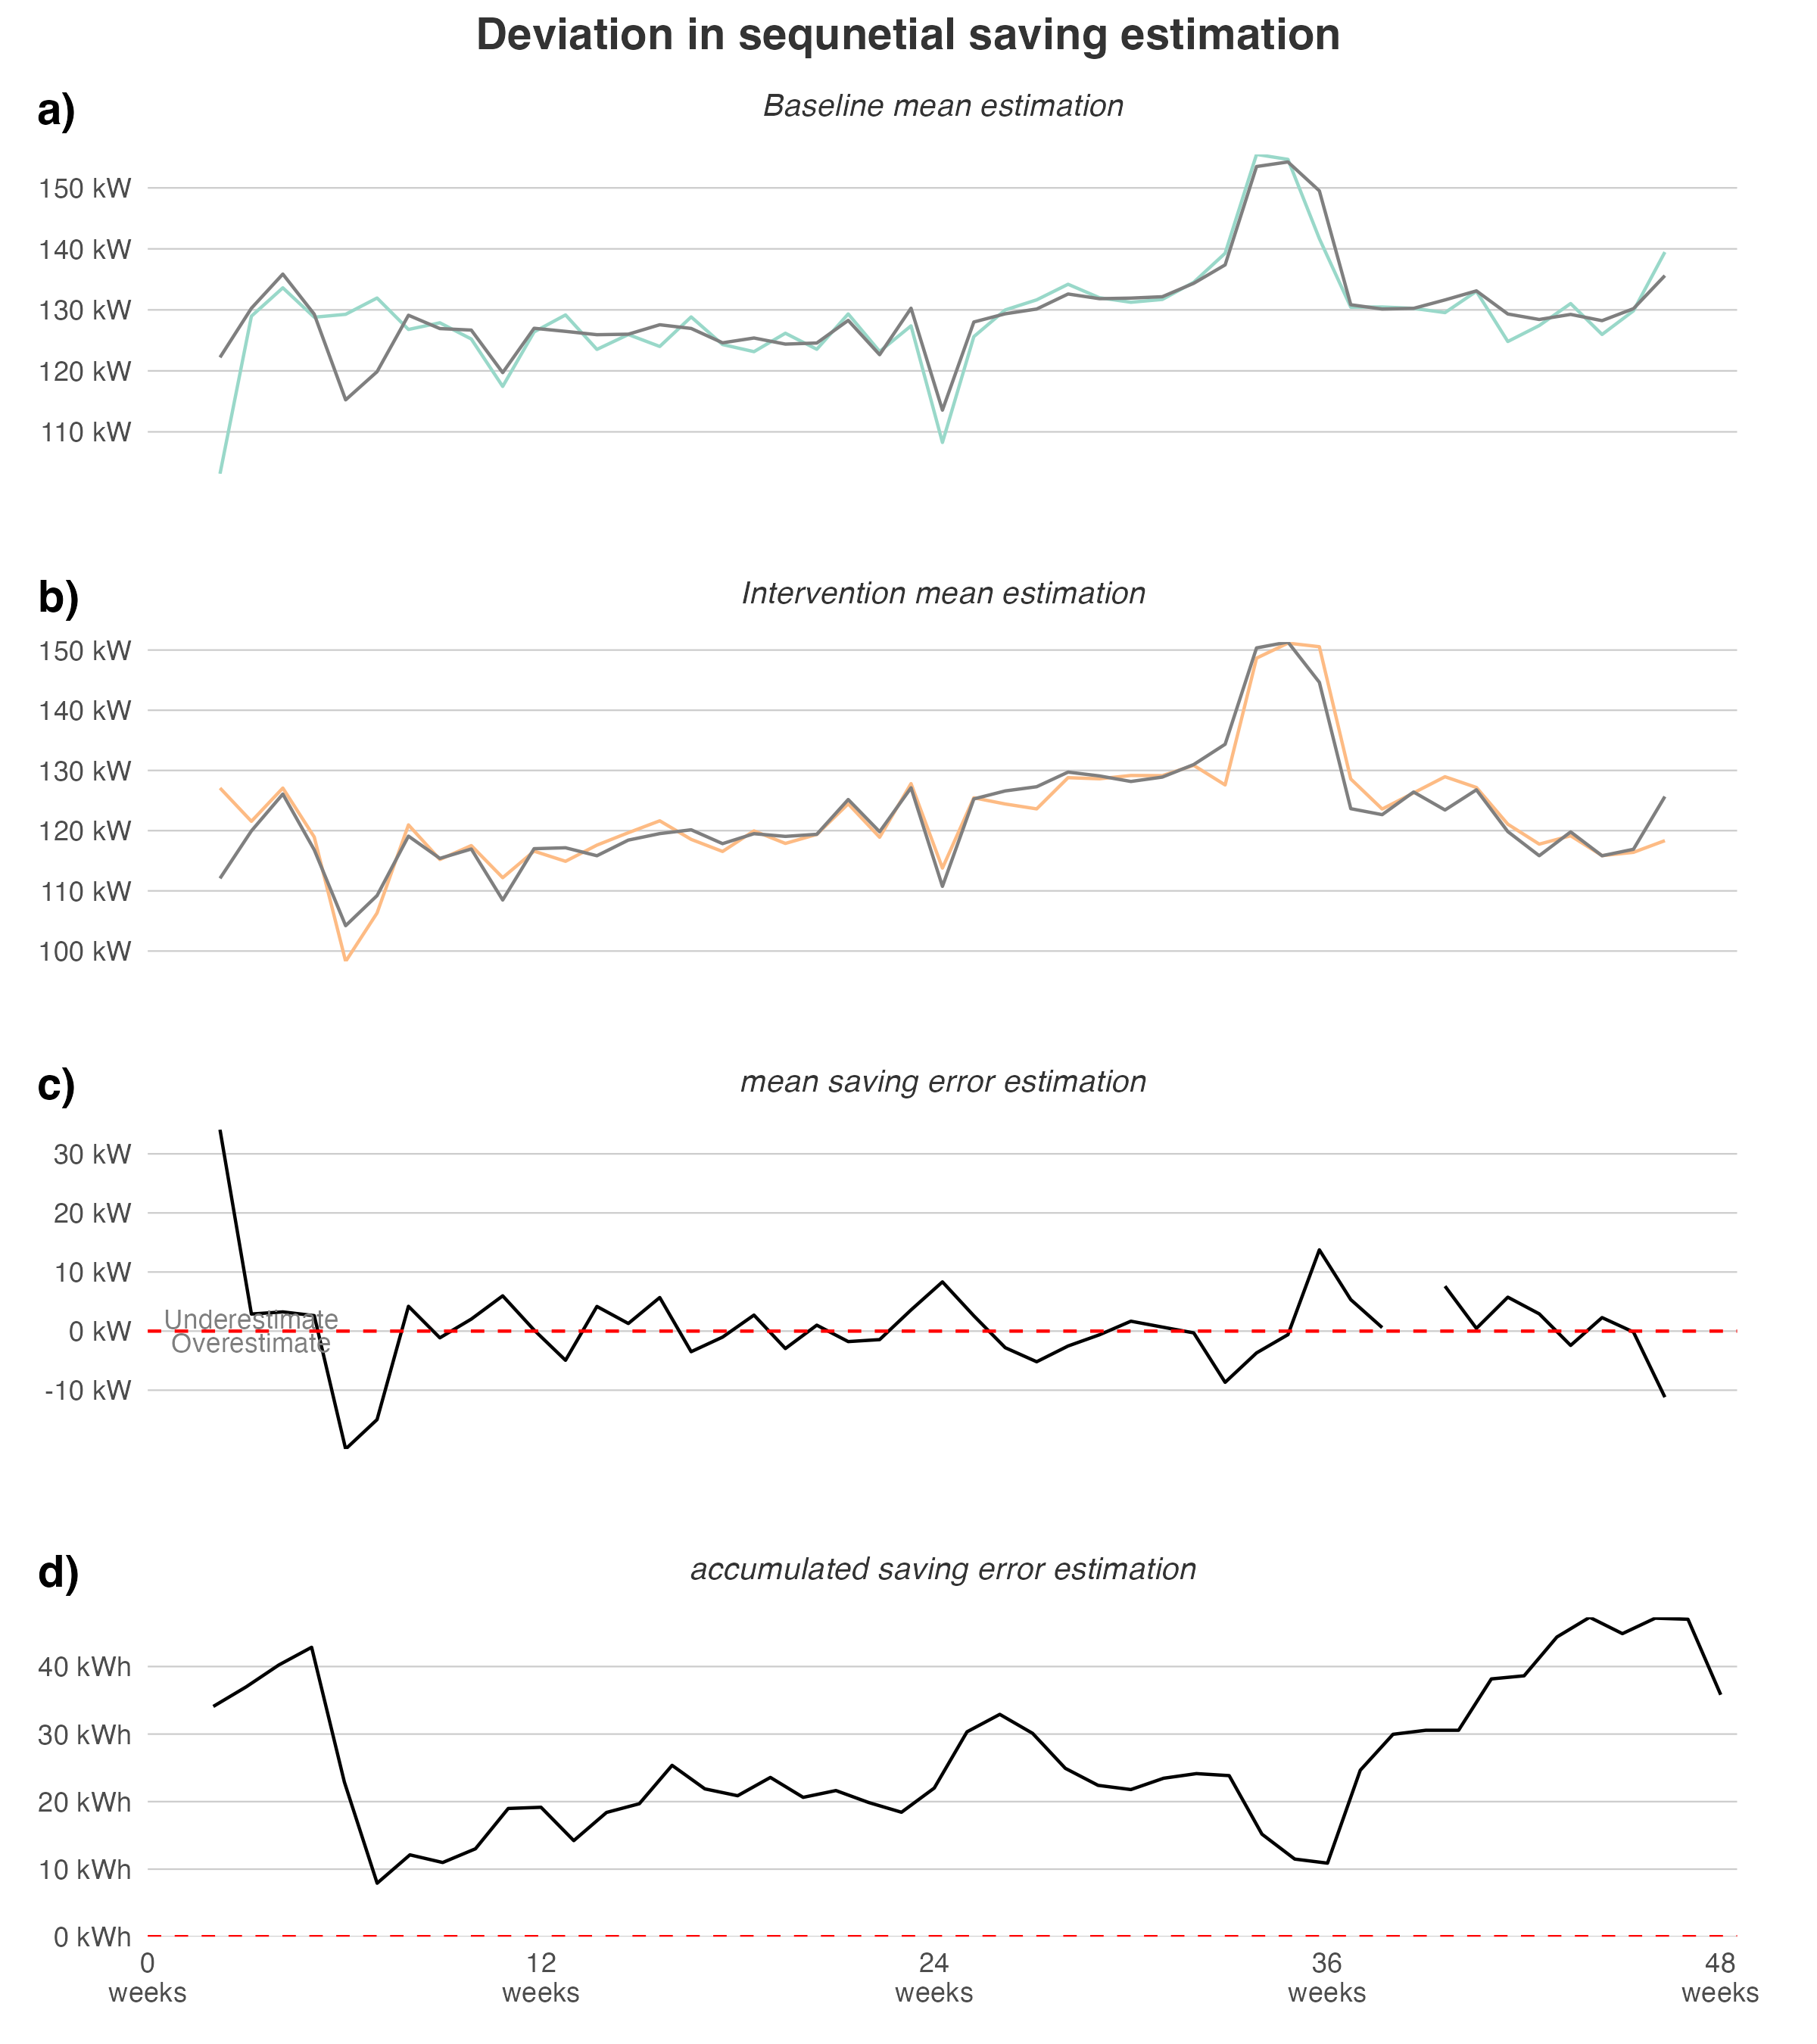 Deviation in sequnetial saving estimation
a)
Baseline mean estimation
150 kW
140 kW
130 kW
120 kW
110 kW
b)
Intervention mean estimation
150 kW
140 kW
130 kW
120 kW
110 kW
100 kW
c)
mean saving error estimation
30 kW
20 kW
10 kW
Underestimate
0 kW
Overestimate
-10 kW
d)
accumulated saving error estimation
40 kWh
30 kWh
20 kWh
10 kWh
0 kWh
0 12 24 36 48
weeks weeks weeks weeks weeks